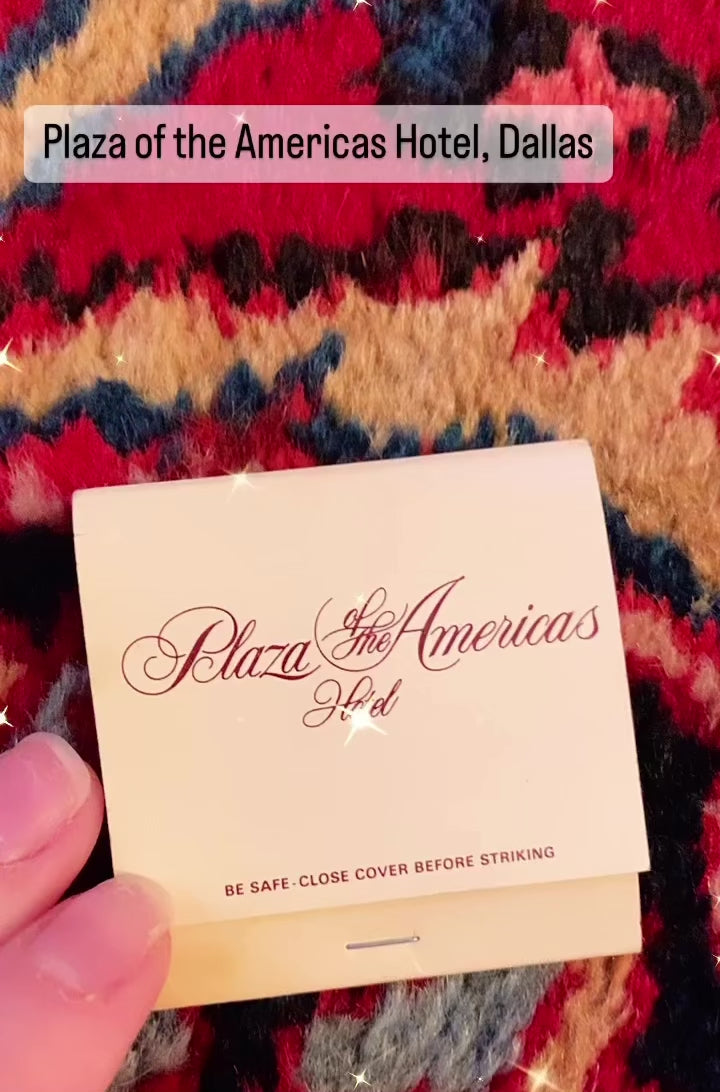 Plaza of the Americas Hotel, Dallas
Plaza of the Americas
Hotel
BE SAFE-CLOSE COVER BEFORE STRIKING